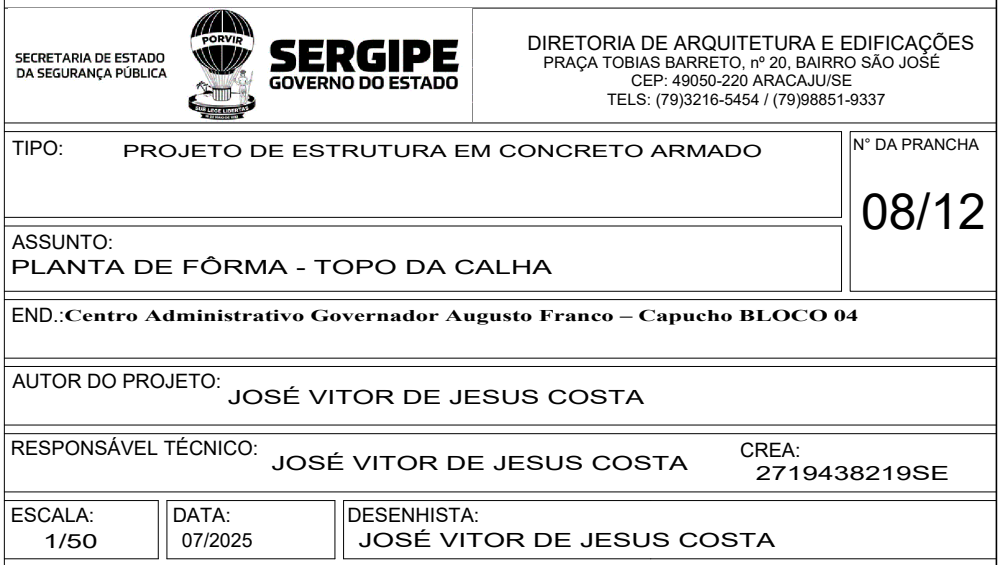 SECRETARIA DE ESTADO
DA SEGURANÇA PÚBLICA
PORVIR
SUB LEGE LIBERTAS
SERGIPE
GOVERNO DO ESTADO
DIRETORIA DE ARQUITETURA E EDIFICAÇÕES
PRAÇA TOBIAS BARRETO, nº 20, BAIRRO SÃO JOSÉ
CEP: 49050-220 ARACAJU/SE
TELS: (79)3216-5454 / (79)98851-9337
TIPO: PROJETO DE ESTRUTURA EM CONCRETO ARMADO
N° DA PRANCHA
08/12
ASSUNTO:
PLANTA DE FÔRMA - TOPO DA CALHA
END.:Centro Administrativo Governador Augusto Franco – Capucho BLOCO 04
AUTOR DO PROJETO: JOSÉ VITOR DE JESUS COSTA
RESPONSÁVEL TÉCNICO: JOSÉ VITOR DE JESUS COSTA
CREA:
2719438219SE
ESCALA:
1/50
DATA:
07/2025
DESENHISTA:
JOSÉ VITOR DE JESUS COSTA